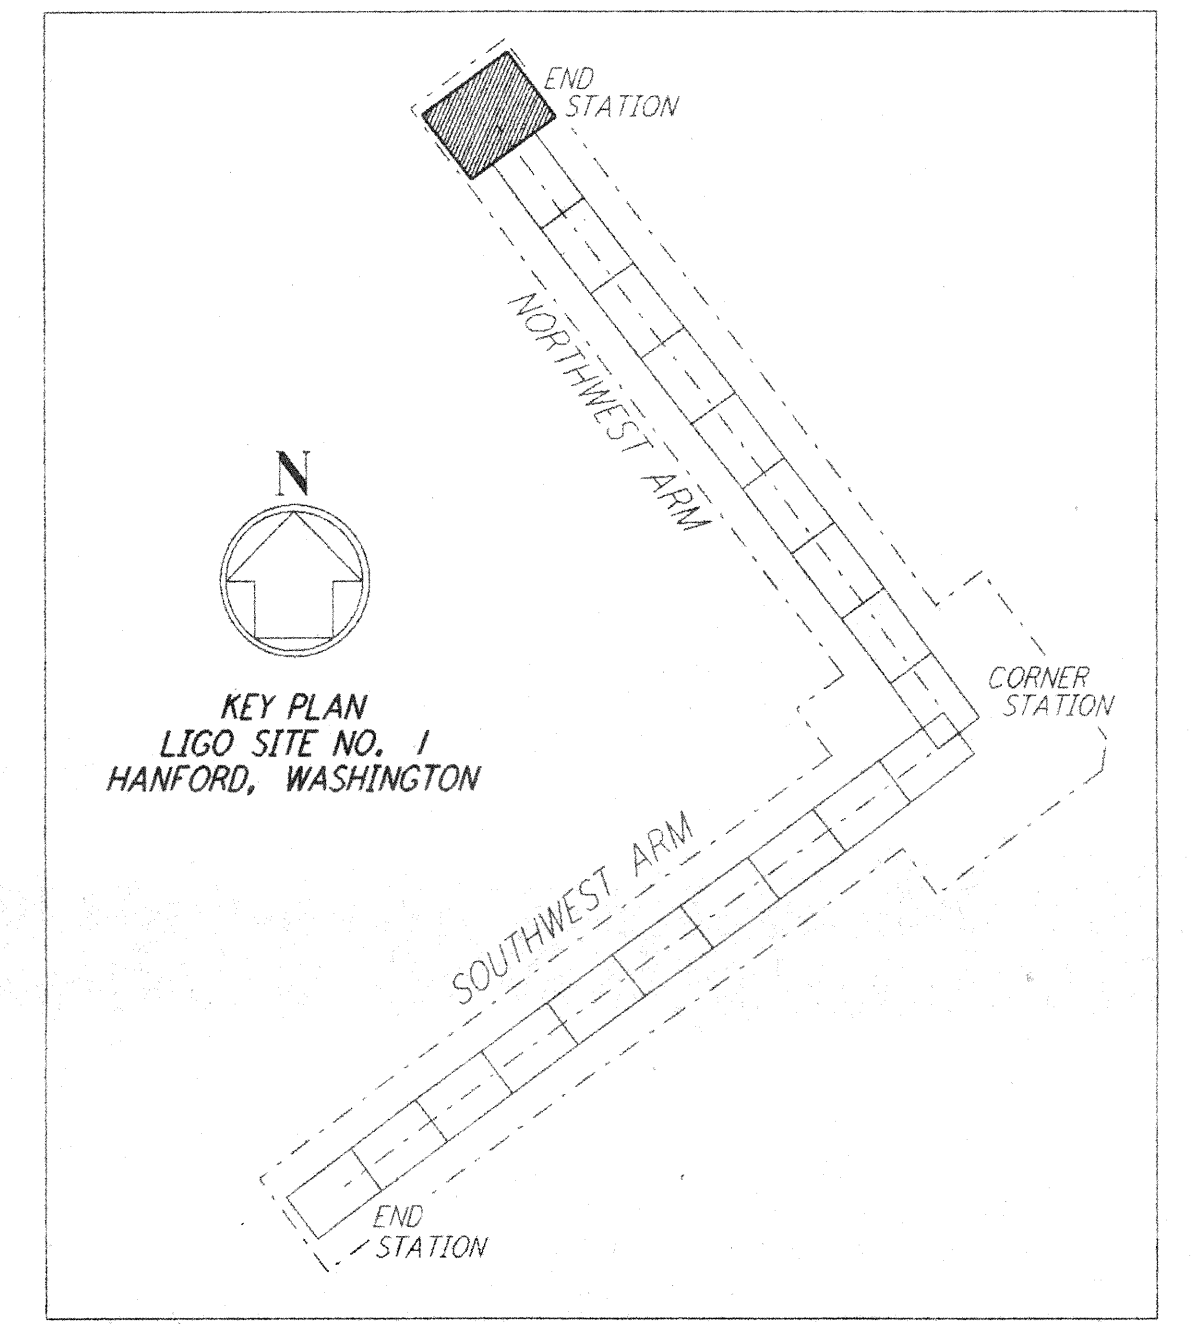 END
STATION
NORTHWEST ARM
N
CORNER
STATION
KEY PLAN
LIGO SITE NO. 1
HANFORD, WASHINGTON
SOUTHWEST ARM
END
STATION